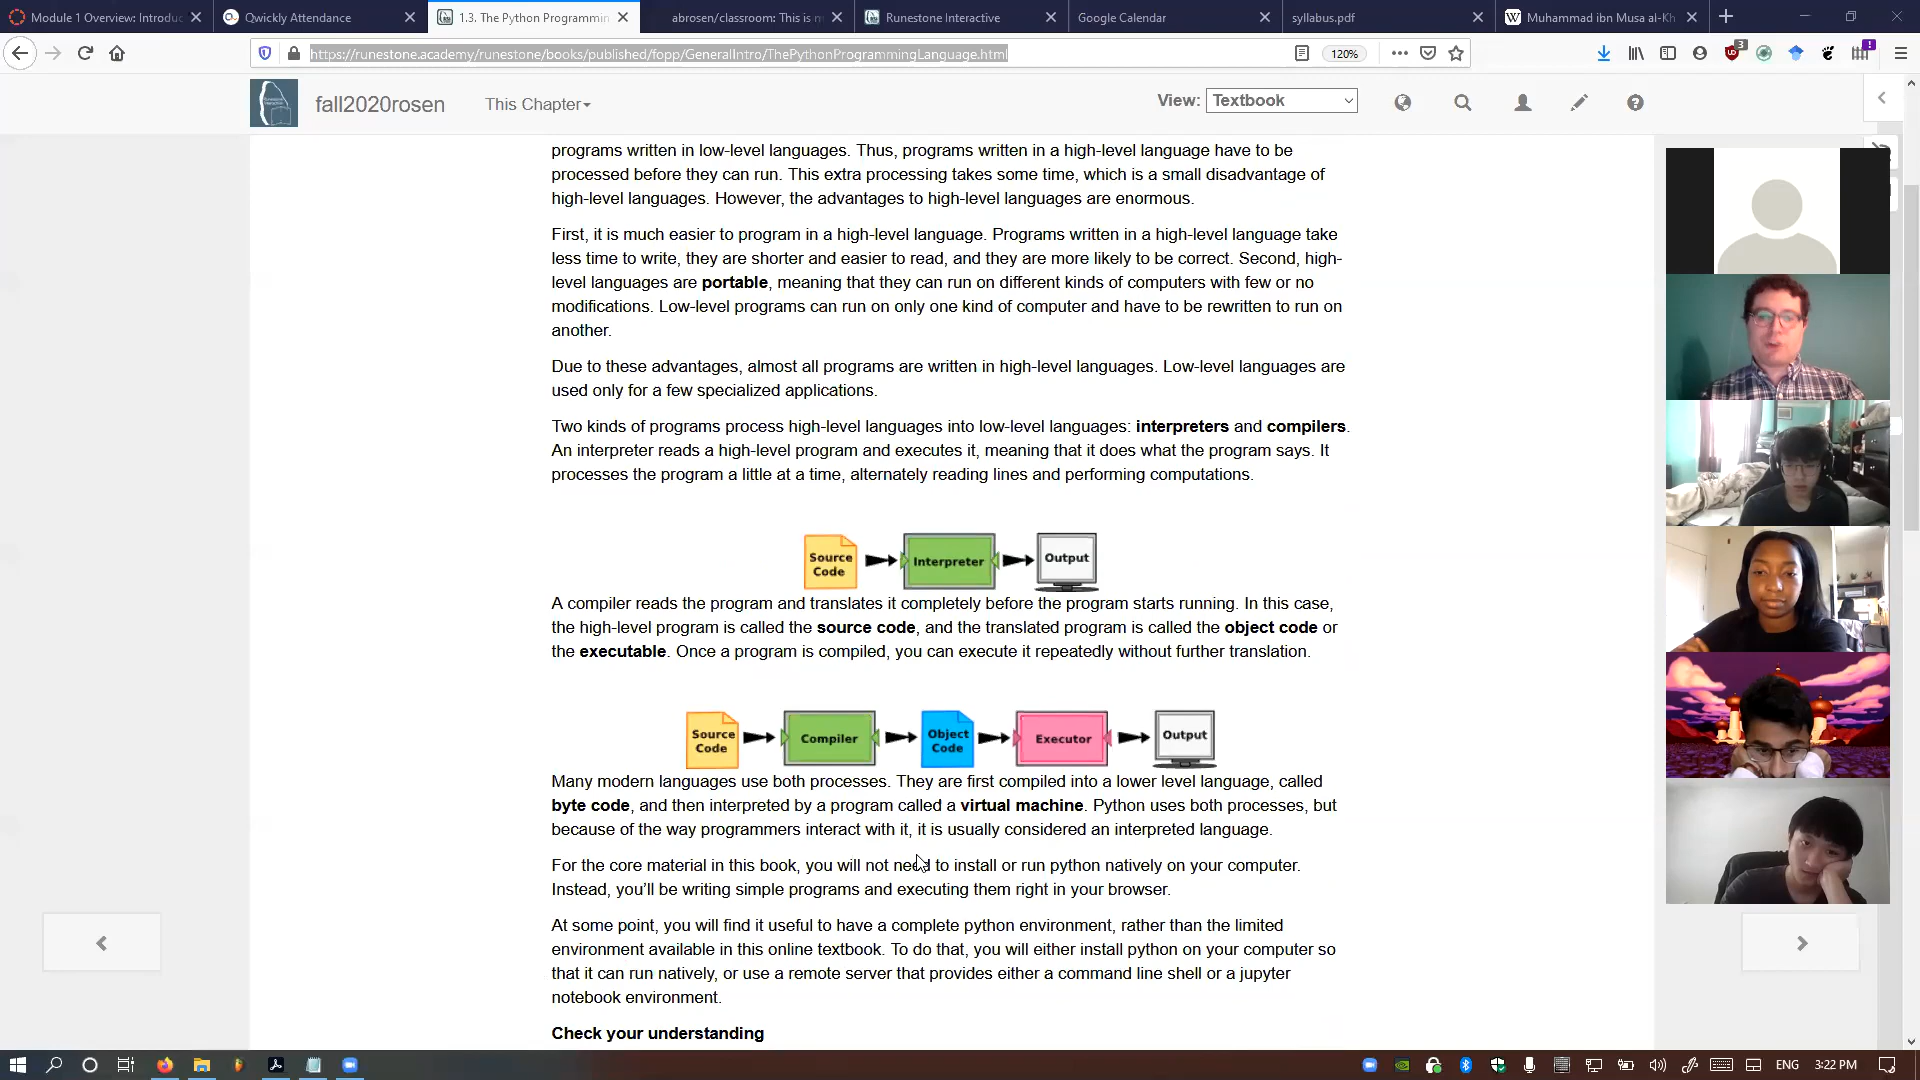 Module 1 Overview: Introduc
Qwickly Attendance
1.3. The Python Programmin
abrosen/classroom: This is m
Runestone Interactive
Google Calendar
syllabus.pdf
W Muhammad ibn Musa al-Kh
https://runestone.academy/runestone/books/published/fopp/GeneralIntro/ThePythonProgrammingLanguage.html
120%
3
fall2020rosen
This Chapter
View: Textbook
programs written in low-level languages. Thus, programs written in a high-level language have to be
processed before they can run. This extra processing takes some time, which is a small disadvantage of
high-level languages. However, the advantages to high-level languages are enormous.
First, it is much easier to program in a high-level language. Programs written in a high-level language take
less time to write, they are shorter and easier to read, and they are more likely to be correct. Second, high-
level languages are portable, meaning that they can run on different kinds of computers with few or no
modifications. Low-level programs can run on only one kind of computer and have to be rewritten to run on
another.
Due to these advantages, almost all programs are written in high-level languages. Low-level languages are
used only for a few specialized applications.
Two kinds of programs process high-level languages into low-level languages: interpreters and compilers.
An interpreter reads a high-level program and executes it, meaning that it does what the program says. It
processes the program a little at a time, alternately reading lines and performing computations.
Source
Code
Interpreter
Output
A compiler reads the program and translates it completely before the program starts running. In this case,
the high-level program is called the source code, and the translated program is called the object code or
the executable. Once a program is compiled, you can execute it repeatedly without further translation.
Source
Code
Compiler
Object
Code
Executor
Output
Many modern languages use both processes. They are first compiled into a lower level language, called
byte code, and then interpreted by a program called a virtual machine. Python uses both processes, but
because of the way programmers interact with it, it is usually considered an interpreted language.
For the core material in this book, you will not need to install or run python natively on your computer.
Instead, you'll be writing simple programs and executing them right in your browser.
At some point, you will find it useful to have a complete python environment, rather than the limited
environment available in this online textbook. To do that, you will either install python on your computer so
that it can run natively, or use a remote server that provides either a command line shell or a jupyter
notebook environment.
Check your understanding
ENG
3:22 PM